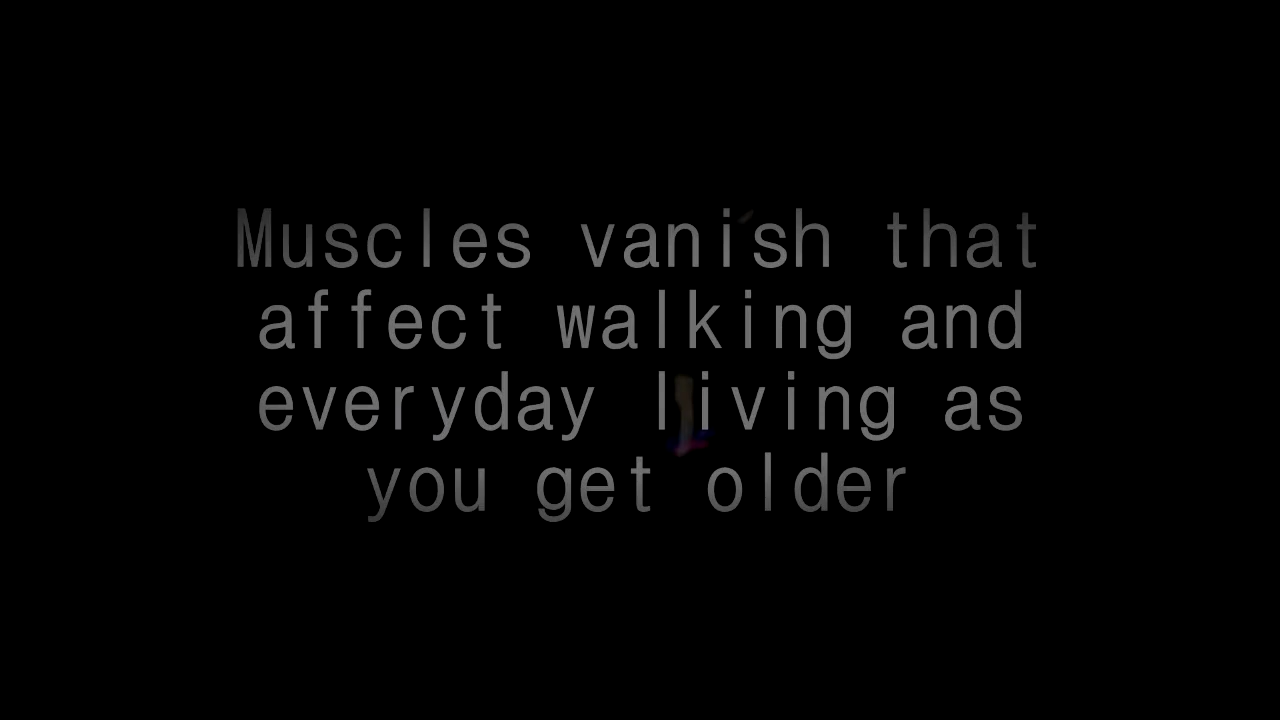 Muscles vanish that
affect walking and
everyday living as
you get older